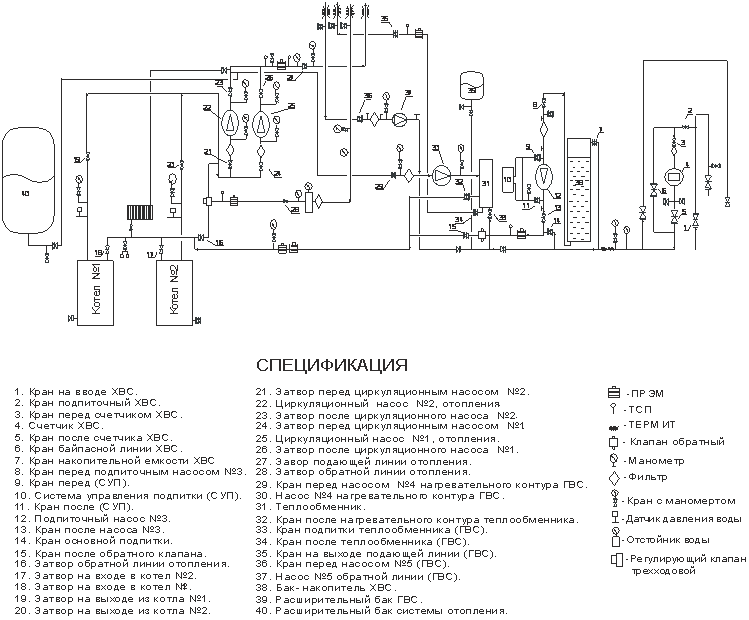 Котел №1
Котел №2
СПЕЦИФИКАЦИЯ
1. Кран на вводе ХВС.
2. Кран подпиточный ХВС.
3. Кран перед счетчиком ХВС.
4. Счетчик ХВС.
5. Кран после счетчика ХВС.
6. Кран байпасной линии ХВС.
7. Кран накопительной емкости ХВС
8. Кран перед подпиточным насосом №3.
9. Кран перед (СУП).
10. Система управления подпитки (СУП).
11. Кран после (СУП).
12. Подпиточный насос №3.
13. Кран после насоса №3.
14. Кран основной подпитки.
15. Кран после обратного клапана.
16. Затвор обратной линии отопления.
17. Затвор на входе в котел №2.
18. Затвор на входе в котел
19. Затвор на выходе из котла №1.
20. Затвор на выходе из котла №2.
21. Затвор перед циркуляционным насосом №2.
22. Циркуляционный насос №2, отопления.
23. Затвор после циркуляционного насоса №2.
24. Затвор перед циркуляционным насосом №1
25. Циркуляционный насос №1, отопления.
26. Затвор после циркуляционного насоса №1.
27. Завор подающей линии отопления.
28. Затвор обратной линии отопления.
29. Кран перед насосом №4 нагревательного контура ГВС.
30. Насос №4 нагревательного контура ГВС.
31. Теплообменник.
32. Кран после нагревательного контура теплообменника.
33. Кран подпитки теплообменника (ГВС).
34. Кран после теплообменника (ГВС).
35. Кран на выходе подающей линии (ГВС).
36. Кран перед насосом №5 (ГВС).
37. Насос №5 обратной линии (ГВС).
38. Бак- накопитель ХВС.
39. Расширительный бак ГВС.
40. Расширительный бак системы отопления.
- ПРЭМ
- ТСП
- ТЕРМИТ
- Клапан обратный
- Манометр
- Фильтр
- Кран с манометром
- Датчик давления воды
- Отстойник воды
- Регулирующий клапан
трехходовой